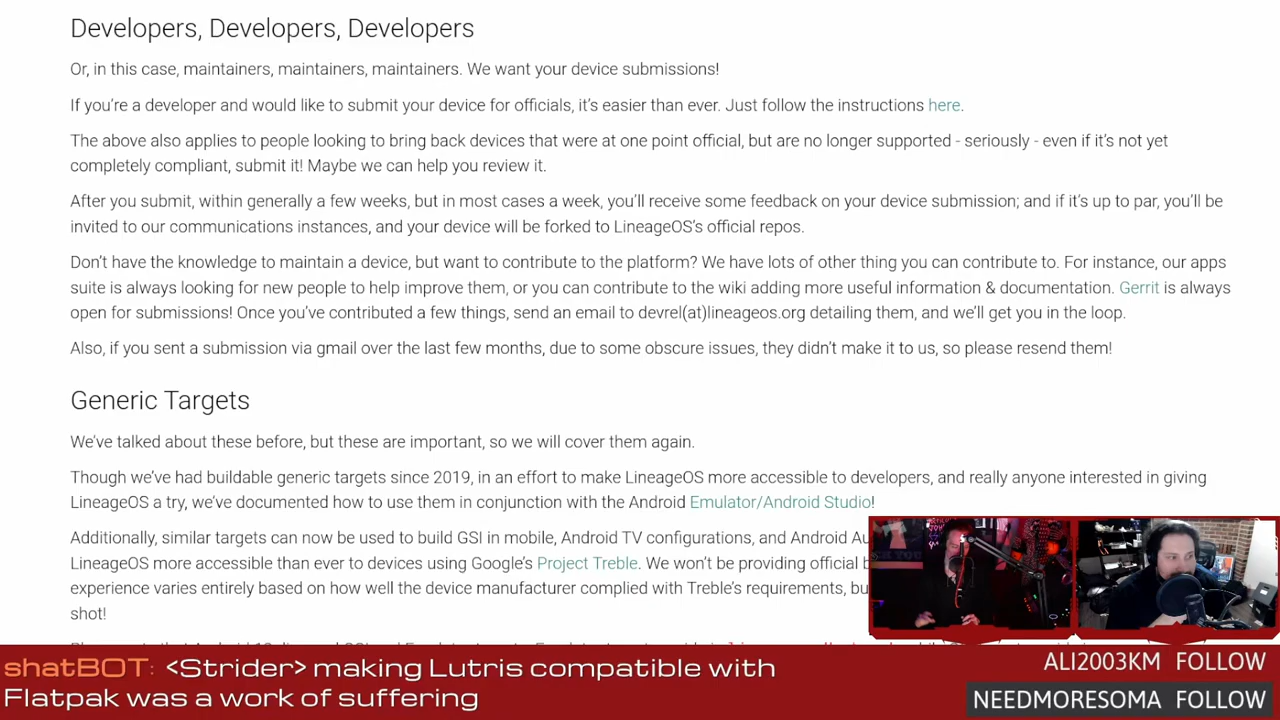 Developers, Developers, Developers
Or, in this case, maintainers, maintainers, maintainers. We want your device submissions!
If you’re a developer and would like to submit your device for officials, it’s easier than ever. Just follow the instructions here.
The above also applies to people looking to bring back devices that were at one point official, but are no longer supported - seriously - even if it’s not yet
completely compliant, submit it! Maybe we can help you review it.
After you submit, within generally a few weeks, but in most cases a week, you’ll receive some feedback on your device submission; and if it’s up to par, you’ll be
invited to our communications instances, and your device will be forked to LineageOS’s official repos.
Don’t have the knowledge to maintain a device, but want to contribute to the platform? We have lots of other thing you can contribute to. For instance, our apps
suite is always looking for new people to help improve them, or you can contribute to the wiki adding more useful information & documentation. Gerrit is always
open for submissions! Once you’ve contributed a few things, send an email to devrel(at)lineageos.org detailing them, and we’ll get you in the loop.
Also, if you sent a submission via gmail over the last few months, due to some obscure issues, they didn’t make it to us, so please resend them!
Generic Targets
We’ve talked about these before, but these are important, so we will cover them again.
Though we’ve had buildable generic targets since 2019, in an effort to make LineageOS more accessible to developers, and really anyone interested in giving
LineageOS a try, we’ve documented how to use them in conjunction with the Android Emulator/Android Studio!
Additionally, similar targets can now be used to build GSI in mobile, Android TV configurations, and Android Au
LineageOS more accessible than ever to devices using Google’s Project Treble. We won’t be providing official b
experience varies entirely based on how well the device manufacturer complied with Treble’s requirements, bu
shot!
shatBOT: <Strider> making Lutris compatible with
Flatpak was a work of suffering
ALI2003KM FOLLOW
NEEDMORESOMA FOLLOW